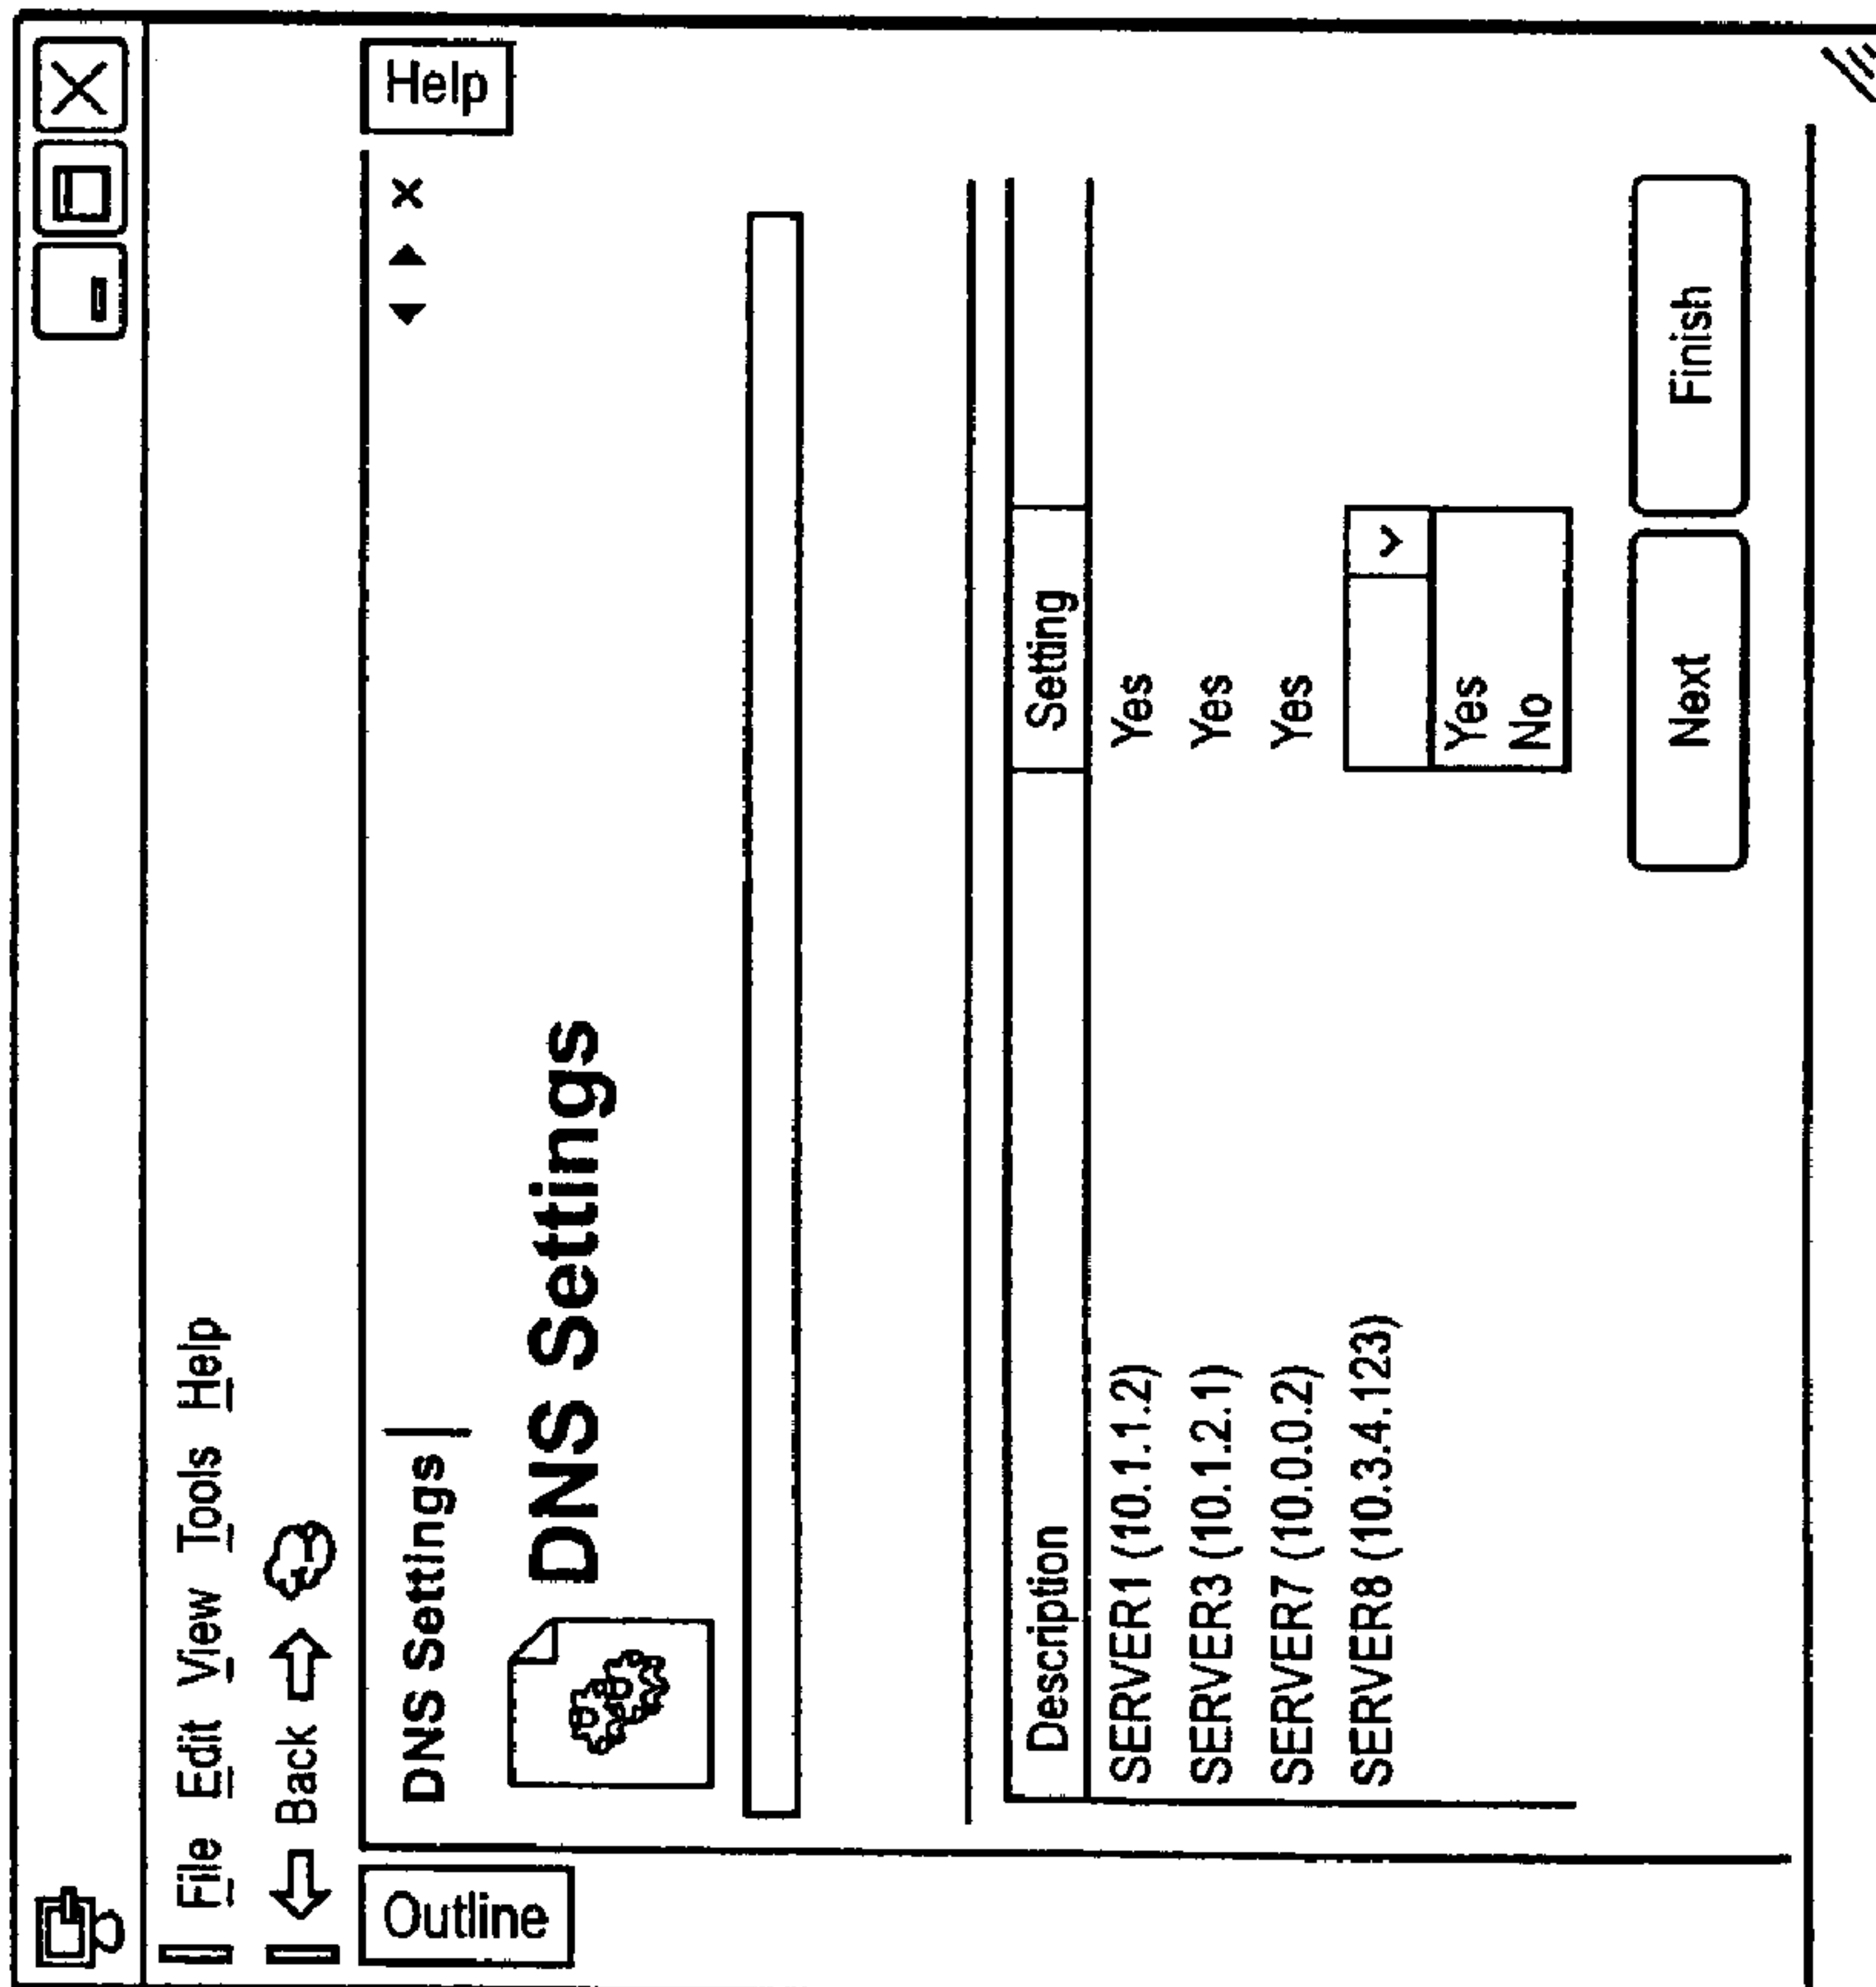 File Edit View Tools Help
Back
Outline
DNS Settings
Help
DNS Settings
Description Setting
SERVER1 (10.1.1.2) Yes
SERVER3 (10.1.2.1) Yes
SERVER7 (10.0.0.2) Yes
SERVER8 (10.3.4.123)
Yes
No
Next Finish